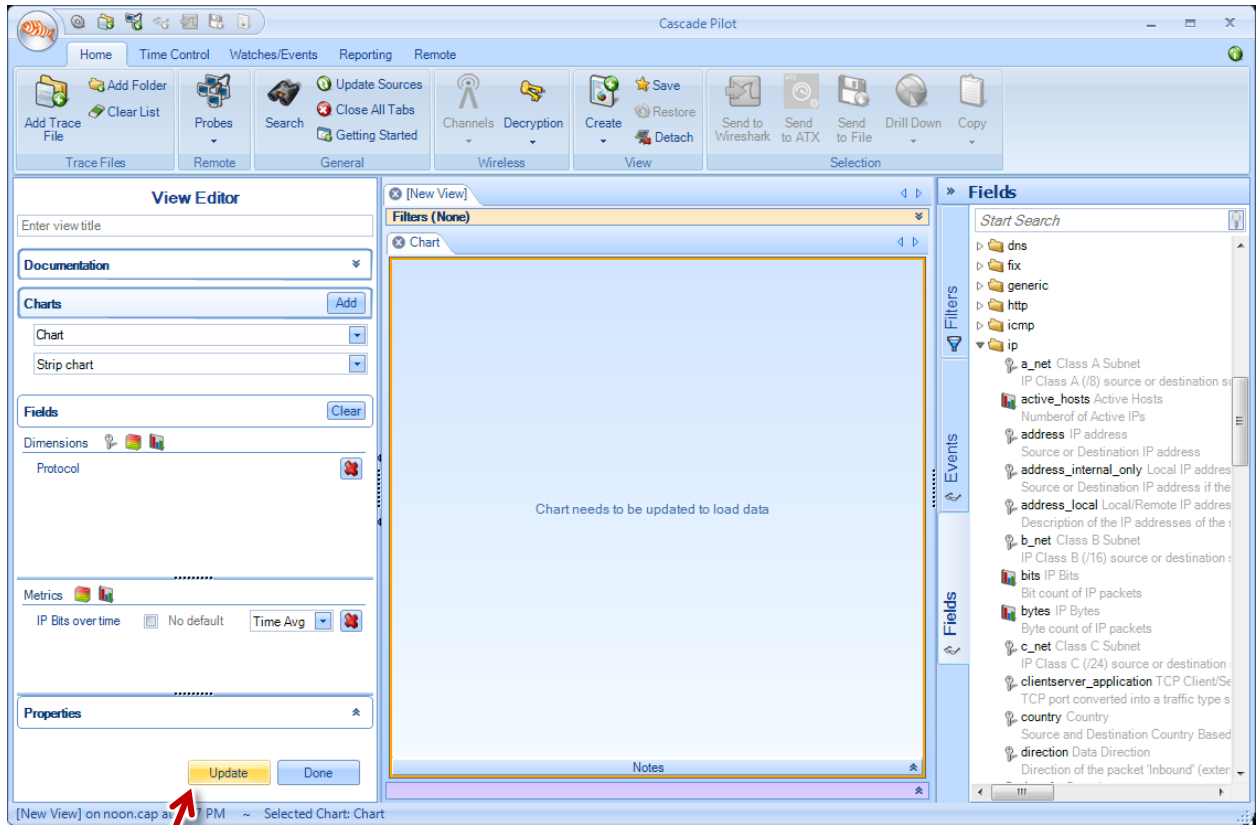 Cascade Pilot
Home Time Control Watches/Events Reporting Remote
Add Trace File
Add Folder
Clear List
Trace Files
Probes
Remote
Search
Update Sources
Close All Tabs
Getting Started
General
Channels
Decryption
Wireless
Create
Save
Restore
Detach
View
Send to Wireshark
Send to ATX
Send to File
Drill Down
Copy
Selection
View Editor
Enter view title
Documentation
Charts Add
Chart
Strip chart
Fields Clear
Dimensions
Protocol
Metrics
IP Bits over time No default Time Avg
Properties
Update Done
[New View]
Filters (None)
Chart
Chart needs to be updated to load data
Notes
Filters
Events
Fields
Fields
Start Search
dns
fix
generic
http
icmp
ip
a_net Class A Subnet
IP Class A (/8) source or destination
active_hosts Active Hosts
Numberof of Active IPs
address IP address
Source or Destination IP address
address_internal_only Local IP addres
Source or Destination IP address if the
address_local Local/Remote IP addres
Description of the IP addresses of the
b_net Class B Subnet
IP Class B (/16) source or destination
bits IP Bits
Bit count of IP packets
bytes IP Bytes
Byte count of IP packets
c_net Class C Subnet
IP Class C (/24) source or destination
clientserver_application TCP Client/Se
TCP port converted into a traffic type s
country Country
Source and Destination Country Based
direction Data Direction
Direction of the packet 'Inbound' (exter
[New View] on noon.cap 7 PM ~ Selected Chart: Chart